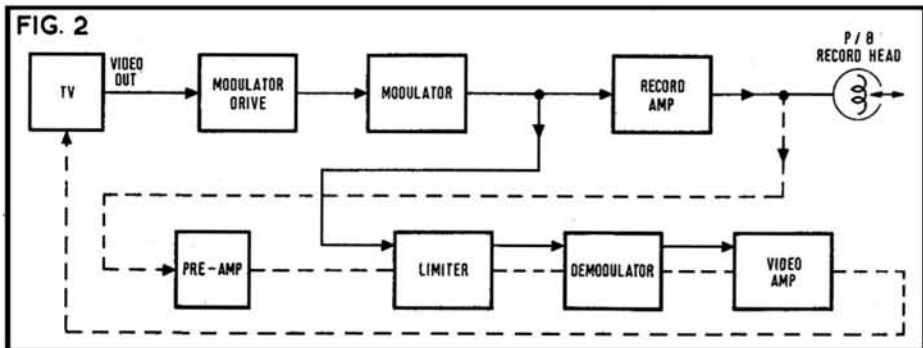 FIG. 2
P/B
RECORD HEAD
TV
VIDEO
OUT
MODULATOR
DRIVE
MODULATOR
RECORD
AMP
PRE-AMP
LIMITER
DEMODULATOR
VIDEO
AMP